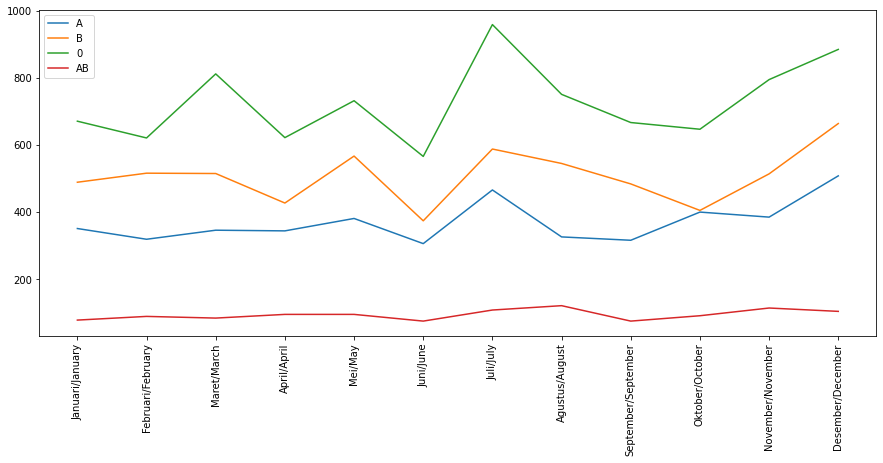 A
B
0
AB
1000
800
600
400
200
Januari/January
Februari/February
Maret/March
April/April
Mei/May
Juni/June
Juli/July
Agustus/August
September/September
Oktober/October
November/November
Desember/December